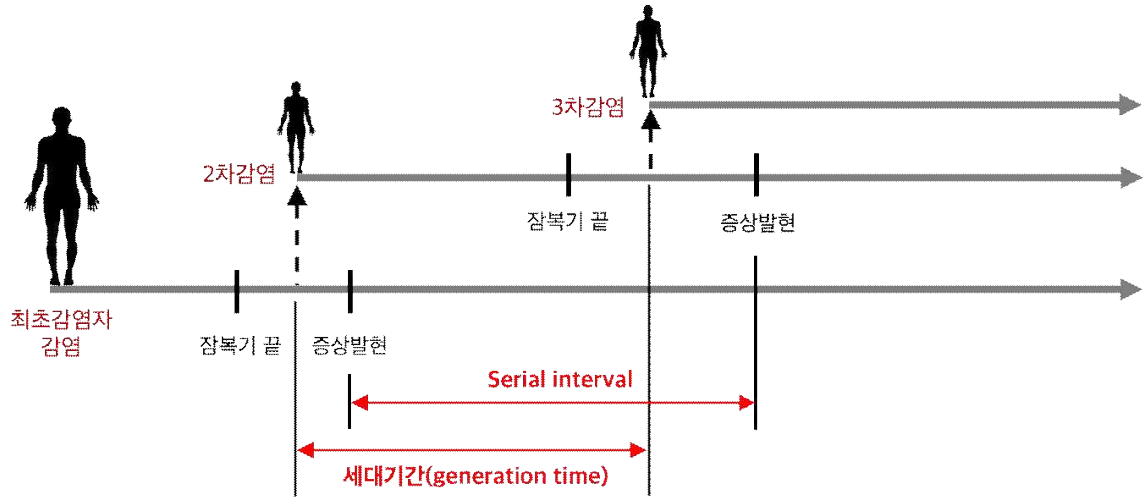 3차감염
2차감염
잠복기 끝
증상발현
최초감염자
감염
잠복기 끝
증상발현
Serial interval
세대기간(generation time)